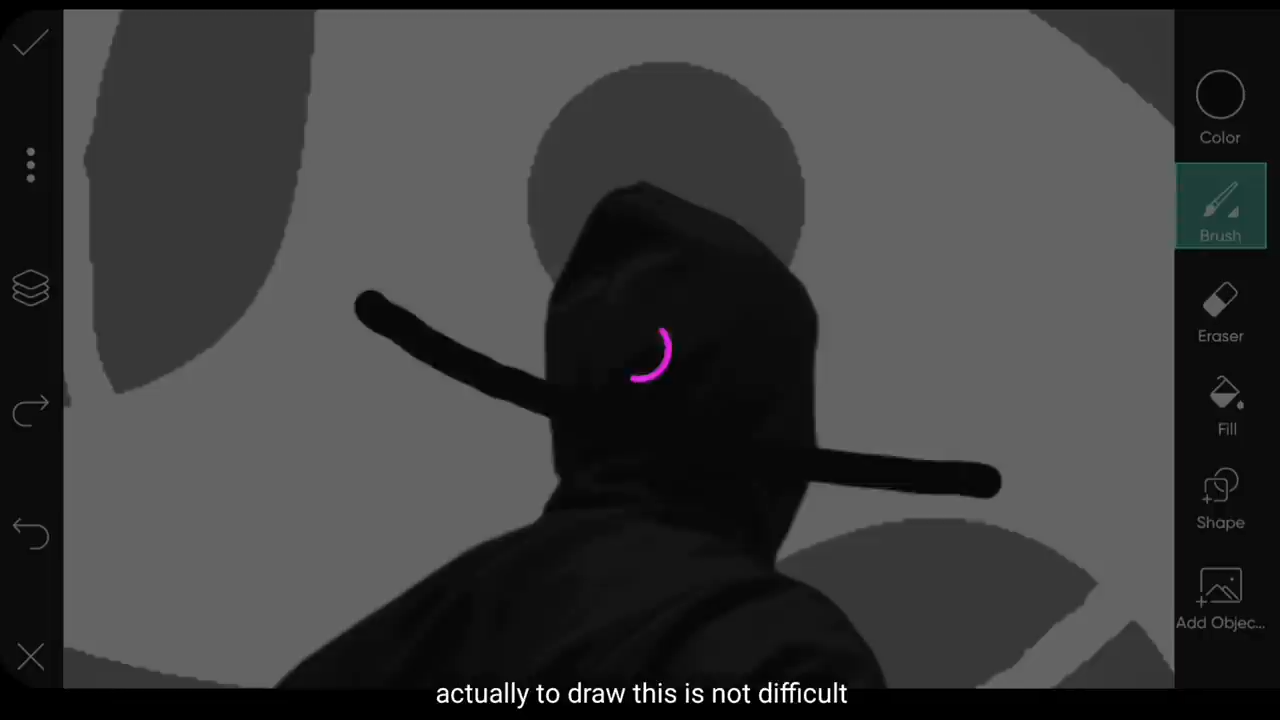 Color
Brush
Eraser
Fill
Shape
Add Objec...
actually to draw this is not difficult